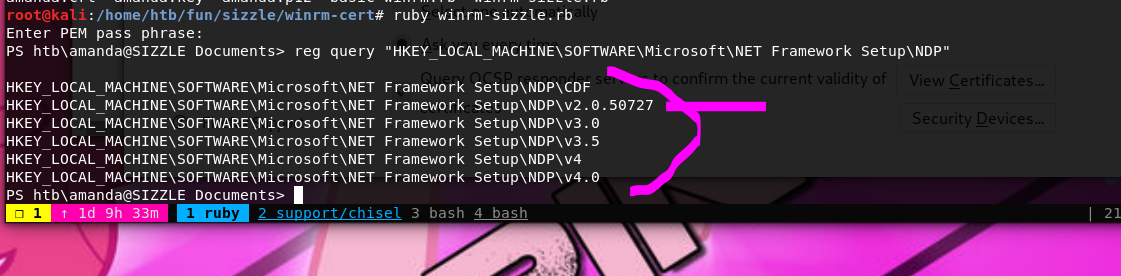 root@kali:/home/htb/fun/sizzle/winrm-cert# ruby winrm-sizzle.rb
Enter PEM pass phrase:
PS htb\amanda@SIZZLE Documents> reg query "HKEY_LOCAL_MACHINE\SOFTWARE\Microsoft\NET Framework Setup\NDP"
Query OCSP responder servers to confirm the current validity of
View Certificates...
HKEY_LOCAL_MACHINE\SOFTWARE\Microsoft\NET Framework Setup\NDP\CDF
HKEY_LOCAL_MACHINE\SOFTWARE\Microsoft\NET Framework Setup\NDP\v2.0.50727
HKEY_LOCAL_MACHINE\SOFTWARE\Microsoft\NET Framework Setup\NDP\v3.0
Security Devices...
HKEY_LOCAL_MACHINE\SOFTWARE\Microsoft\NET Framework Setup\NDP\v3.5
HKEY_LOCAL_MACHINE\SOFTWARE\Microsoft\NET Framework Setup\NDP\v4
HKEY_LOCAL_MACHINE\SOFTWARE\Microsoft\NET Framework Setup\NDP\v4.0
PS htb\amanda@SIZZLE Documents>
❐ 1 ↑ 1d 9h 33m 1 ruby 2 support/chisel 3 bash 4 bash | 21